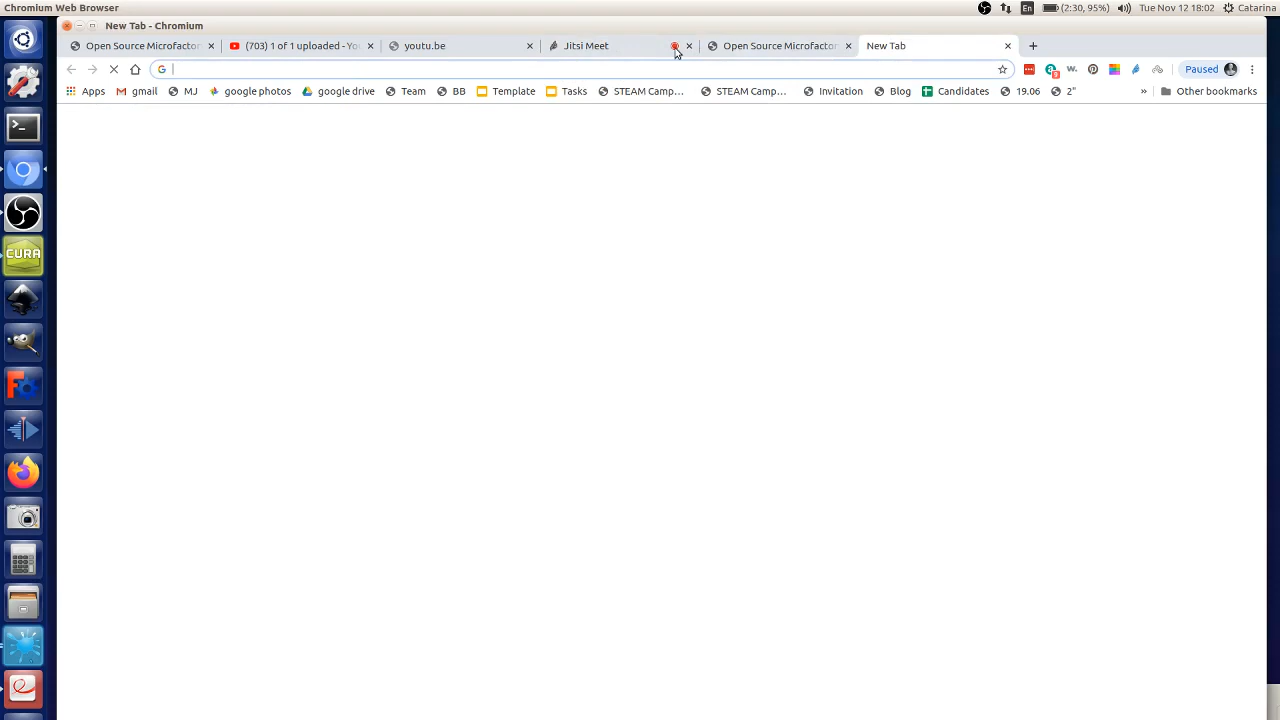 Chromium Web Browser
En
(2:30, 95%)
Tue Nov 12 18:02
Catarina
New Tab - Chromium
Open Source Microfactor
(703) 1 of 1 uploaded - Yo
youtu.be
Jitsi Meet
Source Microfactor
New Tab
G
w.
3
Paused
Apps
gmail
MJ
google photos
google drive
Team
Template
Tasks
STEAM Camp...
STEAM Camp...
Invitation
Blog
Candidates
19.06
2"
»
Other bookmarks
>_
CURA